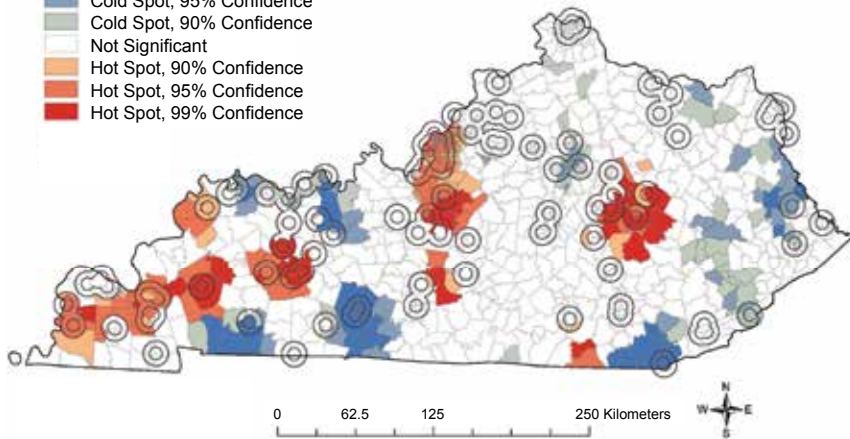 Cold Spot, 95% Confidence
Cold Spot, 90% Confidence
Not Significant
Hot Spot, 90% Confidence
Hot Spot, 95% Confidence
Hot Spot, 99% Confidence
0 62.5 125 250 Kilometers
N
W E
S